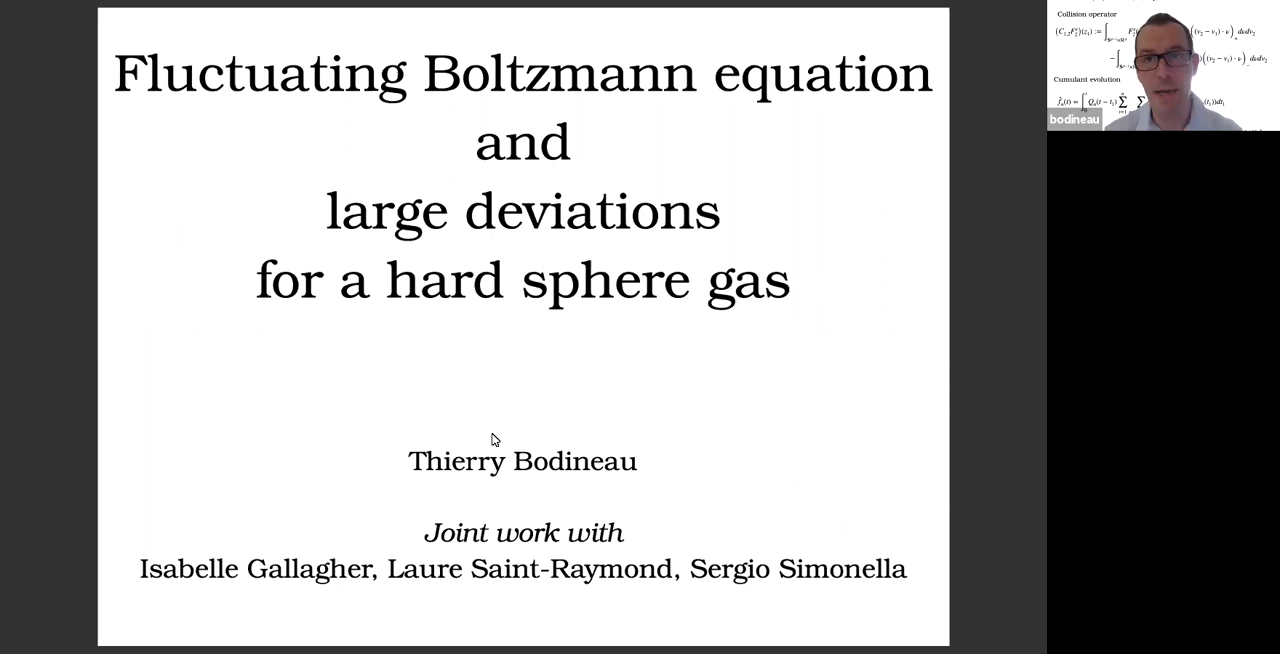 Fluctuating Boltzmann equation
and
large deviations
for a hard sphere gas
Thierry Bodineau
Joint work with
Isabelle Gallagher, Laure Saint-Raymond, Sergio Simonella
Collision operator
Cumulant evolution
bodineau